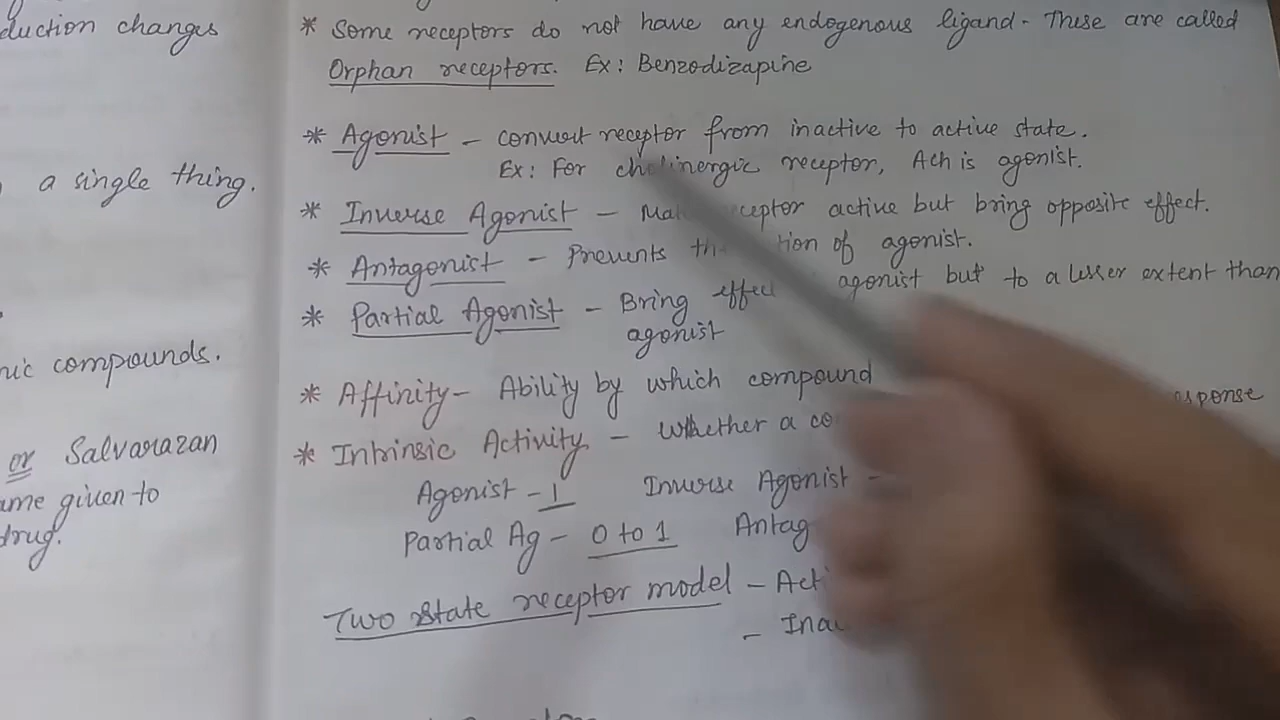 duction changes
a single thing.
nic compounds.
or Salvarazan
ame given to
drug.
* Some receptors do not have any endogenous ligand - These are called
Orphan receptors. Ex: Benzodizapine
* Agonist - convert receptor from inactive to active state.
Ex: For cholinergic receptor, Ach is agonist.
* Inverse Agonist - receptor active but bring opposite effect.
* Antagonist - Prevents of agonist.
* Partial Agonist - Bring agonist but to a lesser extent than
agonist
* Affinity - Ability by which compound
* Intrinsic Activity - Whether a
Agonist - 1 Inverse Agonist -
Partial Ag - 0 to 1 Antag
Two state receptor model - Acti
- Ina